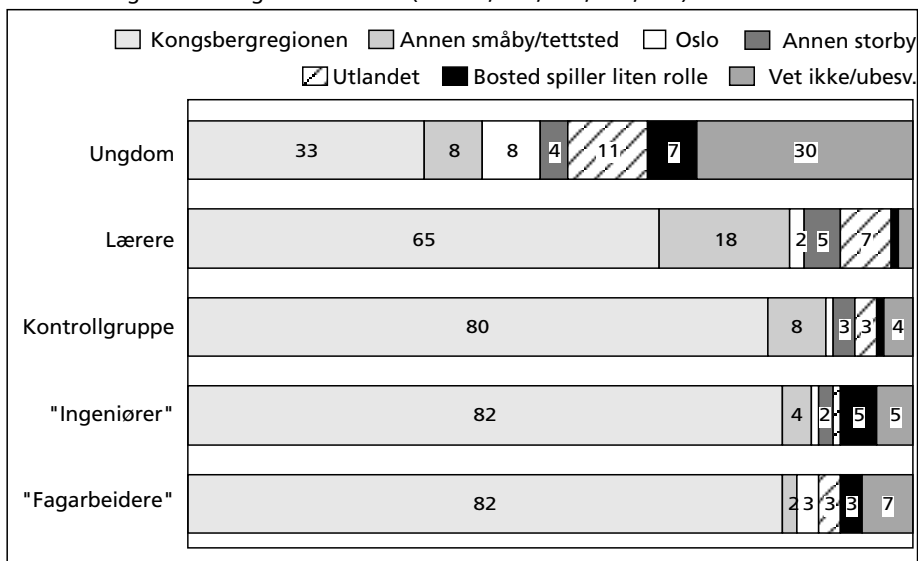 Kongsbergregionen Annen småby/tettsted Oslo Annen storby
Utlandet Bosted spiller liten rolle Vet ikke/ubesv.
Ungdom 33 8 8 4 11 7 30
Lærere 65 18 2 5 7
Kontrollgruppe 80 8 3 3 4
"Ingeniører" 82 4 2 5 5
"Fagarbeidere" 82 2 3 3 3 7